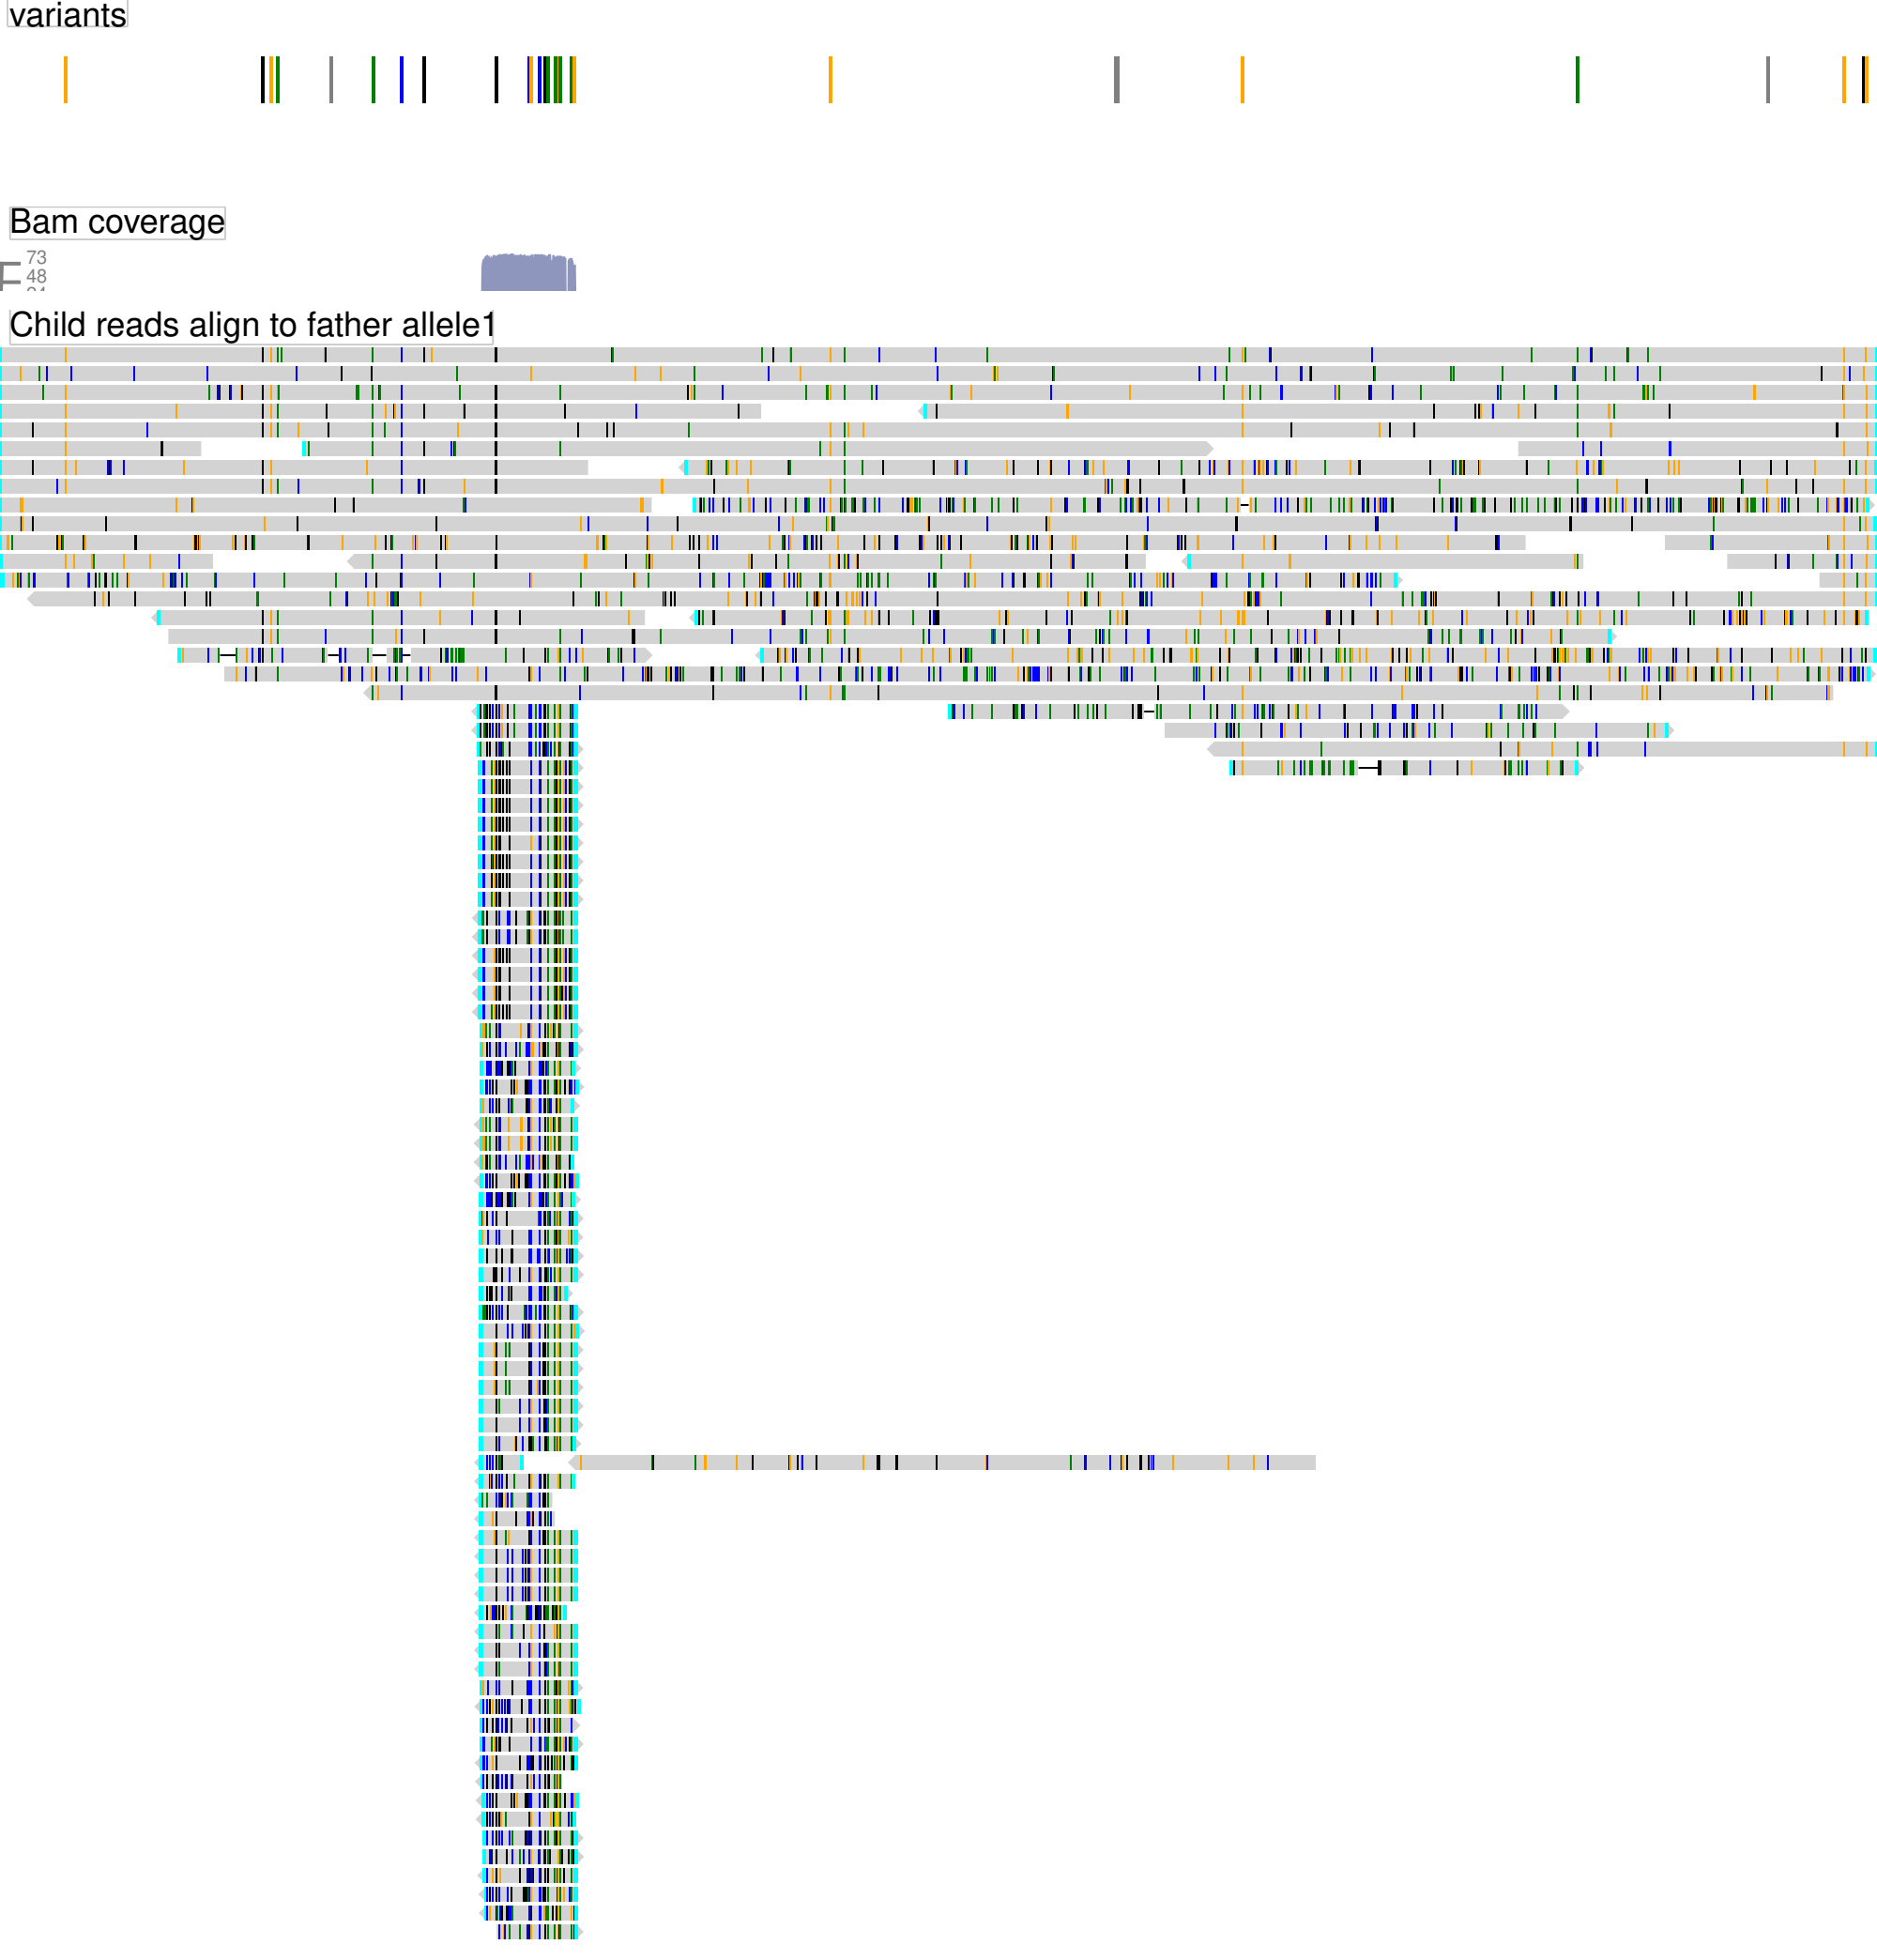 variants
Bam coverage
73
48
Child reads align to father allele1